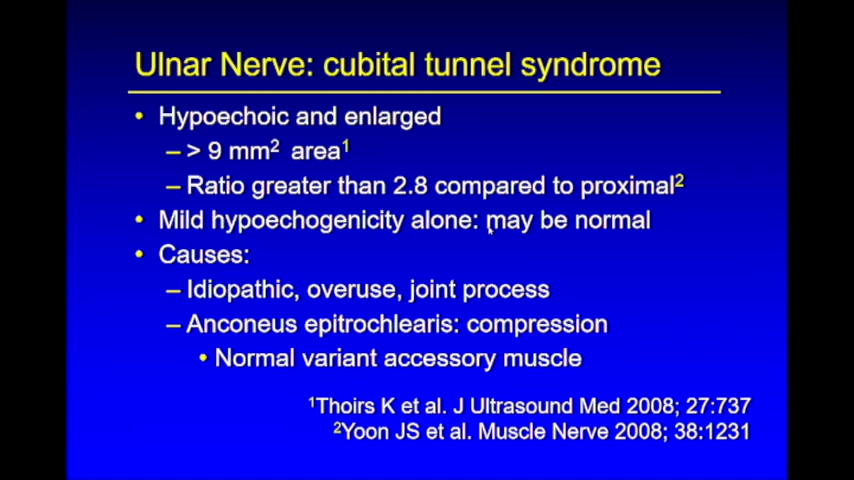 Ulnar Nerve: cubital tunnel syndrome
• Hypoechoic and enlarged
– > 9 mm² area¹
– Ratio greater than 2.8 compared to proximal²
• Mild hypoechogenicity alone: may be normal
• Causes:
– Idiopathic, overuse, joint process
– Anconeus epitrochlearis: compression
• Normal variant accessory muscle
¹Thoirs K et al. J Ultrasound Med 2008; 27:737
²Yoon JS et al. Muscle Nerve 2008; 38:1231